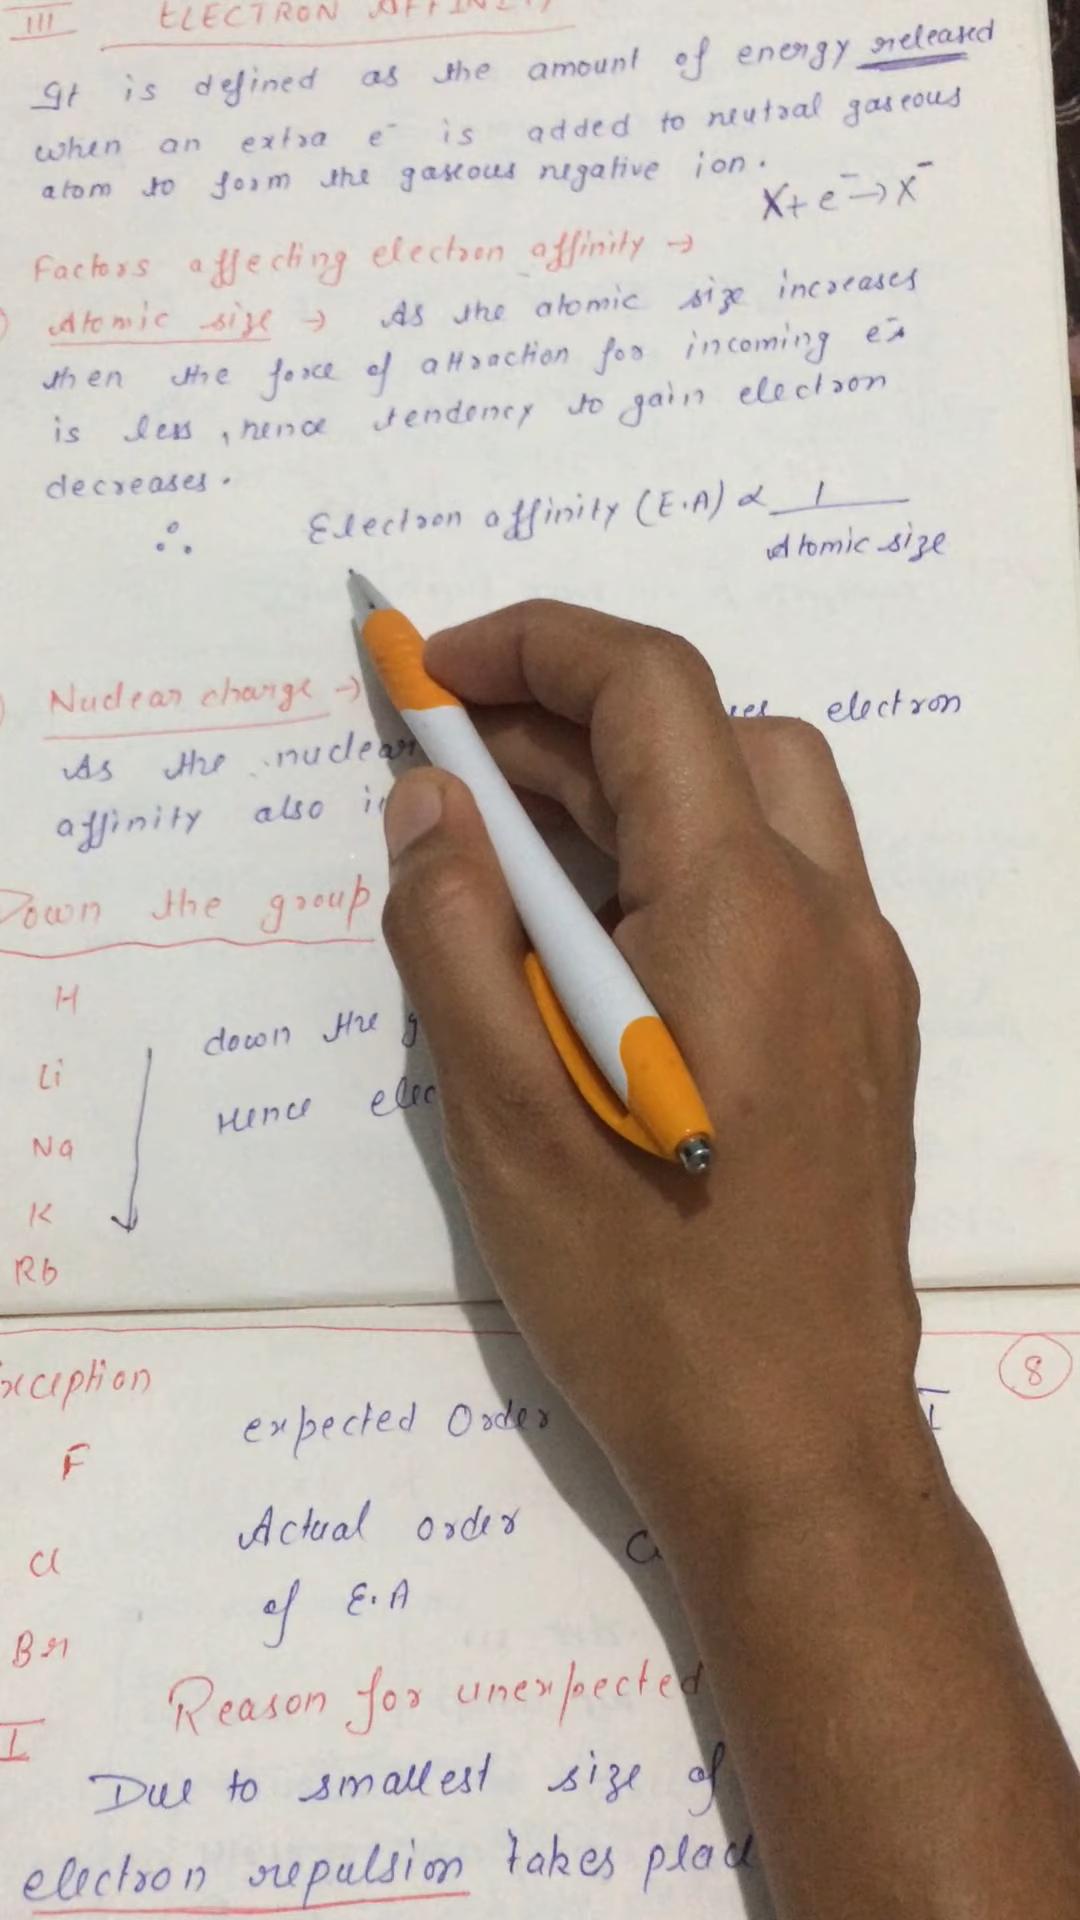 III ELECTRON AFFINITY
It is defined as the amount of energy released
when an extra e⁻ is added to neutral gaseous
atom to form the gaseous negative ion.
X + e⁻ → X⁻
Factors affecting electron affinity →
Atomic size → As the atomic size increases
then the force of attraction for incoming e⁻s
is less, hence tendency to gain electron
decreases.
∴ Electron affinity (E.A) ∝ 1
Atomic size
Nuclear charge →
As the nuclear electron
affinity also
Down the group
H
Li
Na
K
Rb
down the
Hence
8
Exception
expected Order I
F
Actual order
Cl
of E.A
Br
Reason for unexpected
I
Due to smallest size of
electron repulsion takes